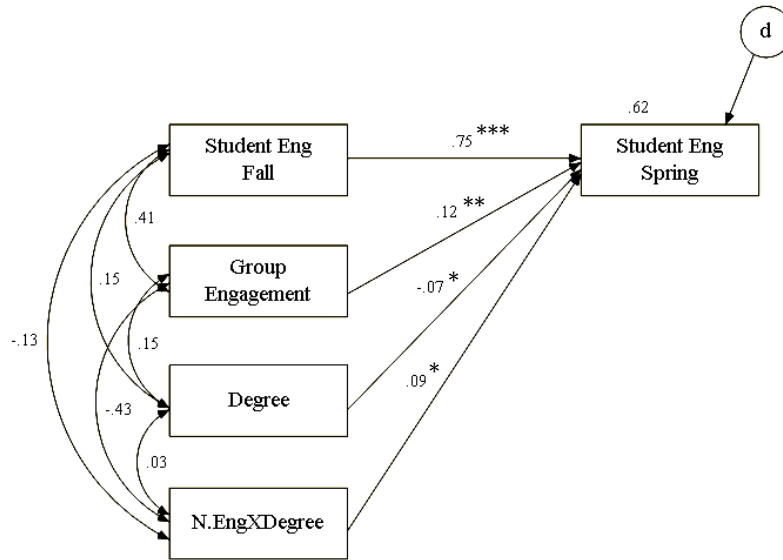 d
.62
Student Eng
Fall
.75***
Student Eng
Spring
.41
.12**
Group
Engagement
.15
-.07*
-.13
.15
.09*
Degree
-.43
.03
N.EngXDegree